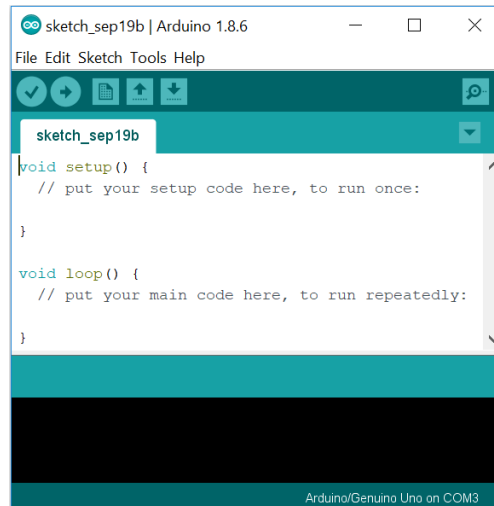 sketch_sep19b | Arduino 1.8.6
File Edit Sketch Tools Help
sketch_sep19b
void setup() {
  // put your setup code here, to run once:
}
void loop() {
  // put your main code here, to run repeatedly:
}
Arduino/Genuino Uno on COM3